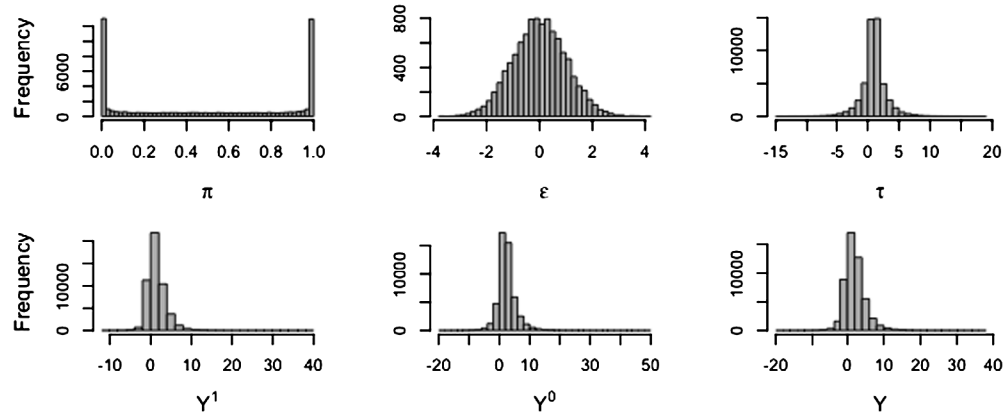 Frequency
0 6000
0.0 0.2 0.4 0.6 0.8 1.0
π
0 400 800
-4 -2 0 2 4
ε
0 10000
-15 -5 0 5 10 20
τ
Frequency
0 10000
-10 0 10 20 30 40
Y¹
0 10000
-20 0 10 30 50
Y⁰
0 10000
-20 0 10 20 30 40
Y